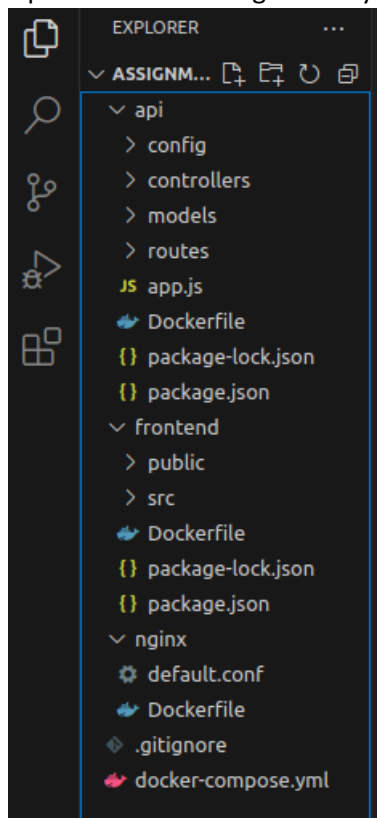 EXPLORER ...
ASSIGNM...
api
config
controllers
models
routes
JS app.js
Dockerfile
{} package-lock.json
{} package.json
frontend
public
src
Dockerfile
{} package-lock.json
{} package.json
nginx
default.conf
Dockerfile
.gitignore
docker-compose.yml